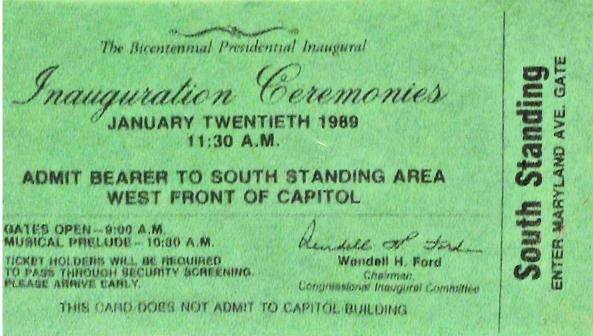 The Bicentennial Presidential Inaugural
Inauguration Ceremonies
JANUARY TWENTIETH 1989
11:30 A.M.
ADMIT BEARER TO SOUTH STANDING AREA
WEST FRONT OF CAPITOL
GATES OPEN—9:00 A.M.
MUSICAL PRELUDE—10:30 A.M.
TICKET HOLDERS WILL BE REQUIRED
TO PASS THROUGH SECURITY SCREENING.
PLEASE ARRIVE EARLY.
Wendell H. Ford
Wendell H. Ford
Chairman,
Congressional Inaugural Committee
THIS CARD DOES NOT ADMIT TO CAPITOL BUILDING
South Standing
ENTER MARYLAND AVE. GATE